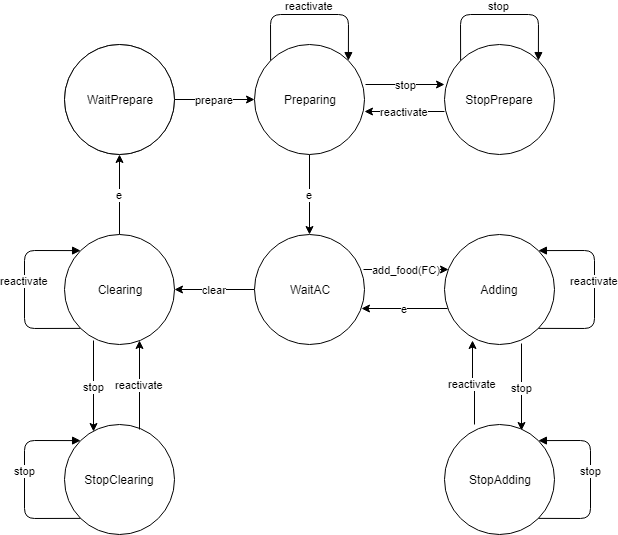 reactivate
stop
WaitPrepare
prepare
Preparing
stop
reactivate
StopPrepare
e
e
reactivate
Clearing
clear
WaitAC
add_food(FC)
e
Adding
reactivate
stop
reactivate
reactivate
stop
stop
StopClearing
StopAdding
stop